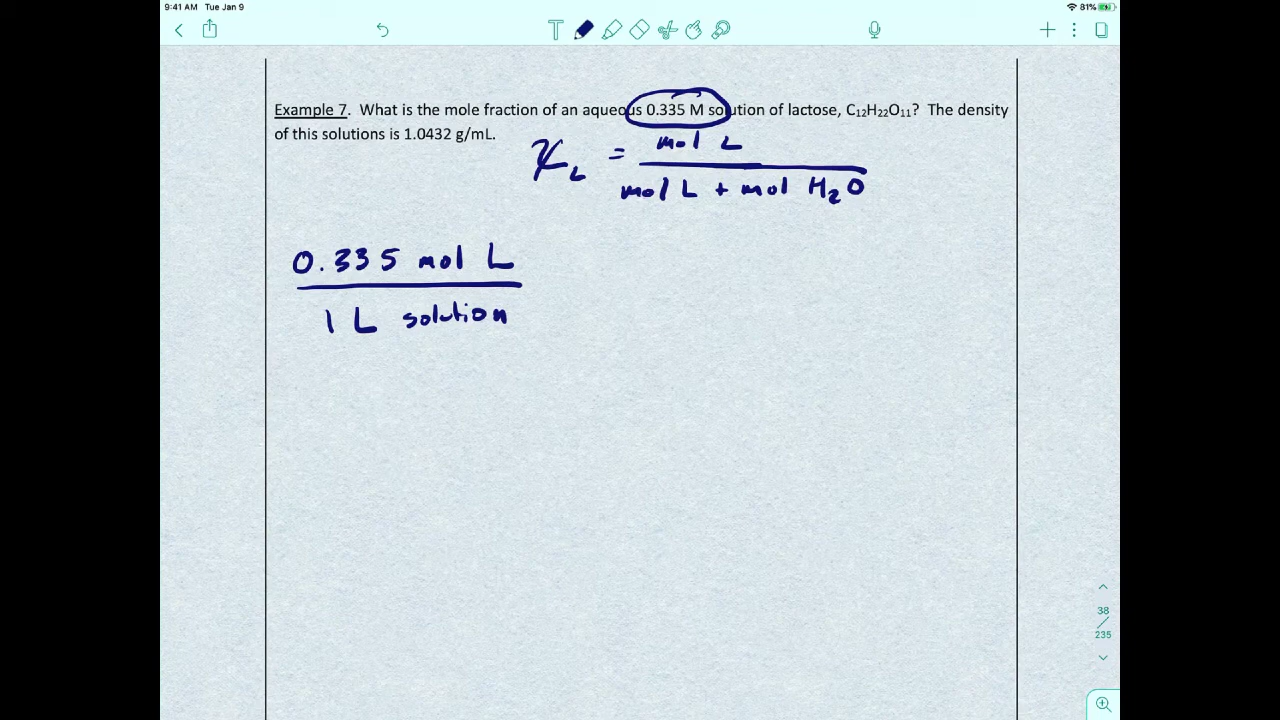 9:41 AM Tue Jan 9
81%
T
Example 7. What is the mole fraction of an aqueous 0.335 M solution of lactose, C₁₂H₂₂O₁₁? The density
of this solutions is 1.0432 g/mL.
χ_L = mol L
mol L + mol H₂O
0.335 mol L
1 L solution
38
/
235